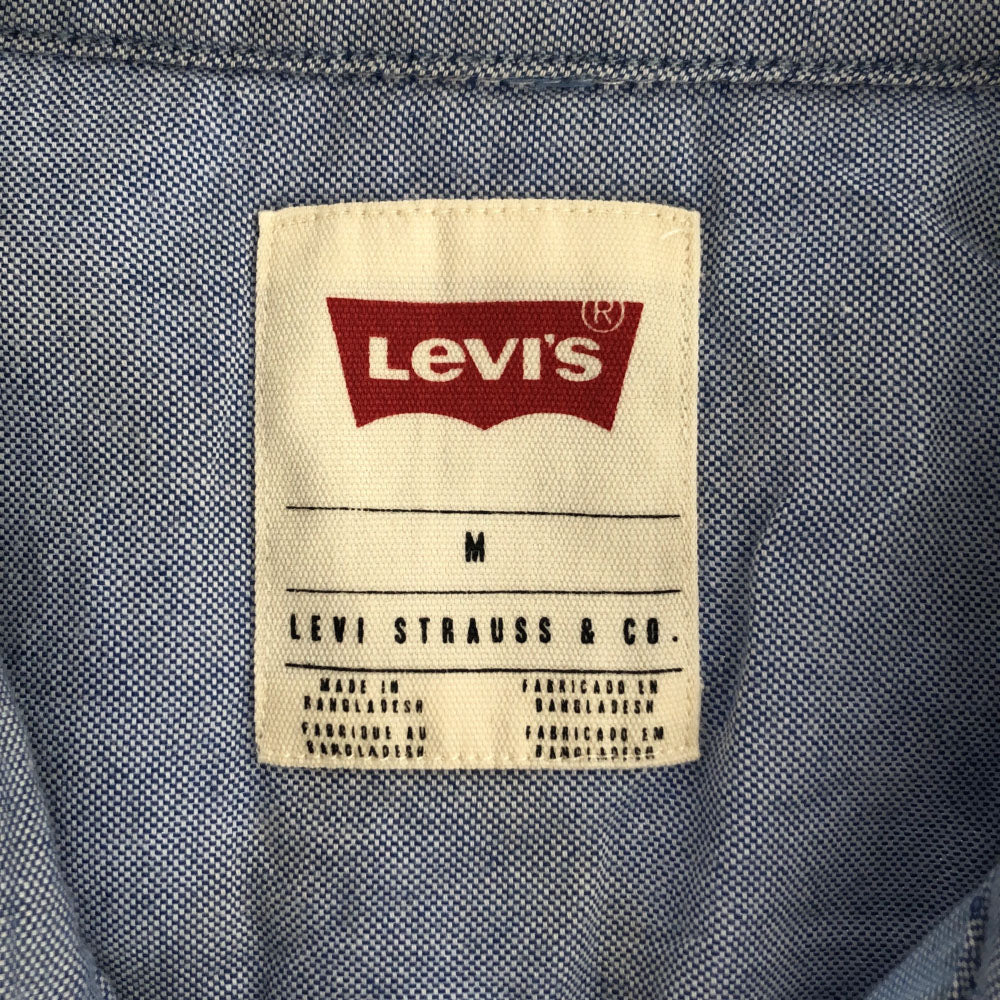 LEVI'S®
M
LEVI STRAUSS & CO.
MADE IN
BANGLADESH
FABRIQUE AU
BANGLADESH
FABRICADO EN
BANGLADESH
FABRICADO EM
BANGLADESH